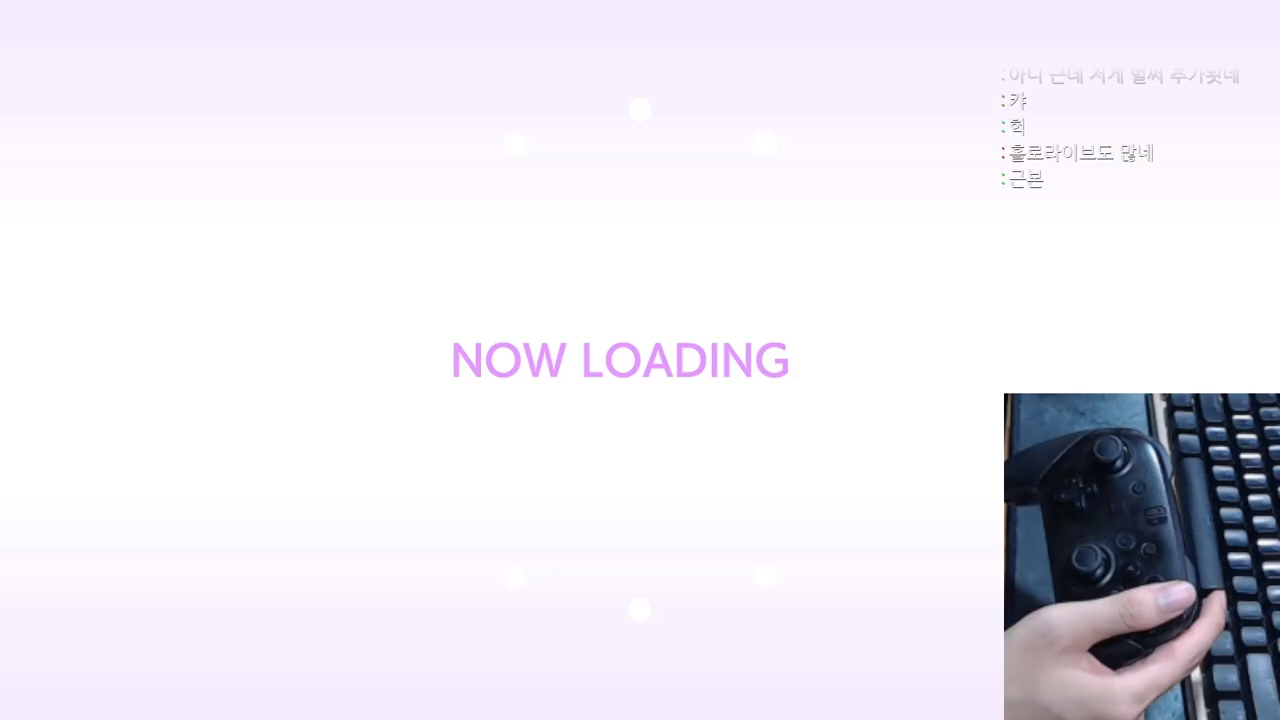 : 아니 근데 저게 벌써 추가됫네
: 캬
: 헉
: 홀로라이브도 많네
: 근본
NOW LOADING